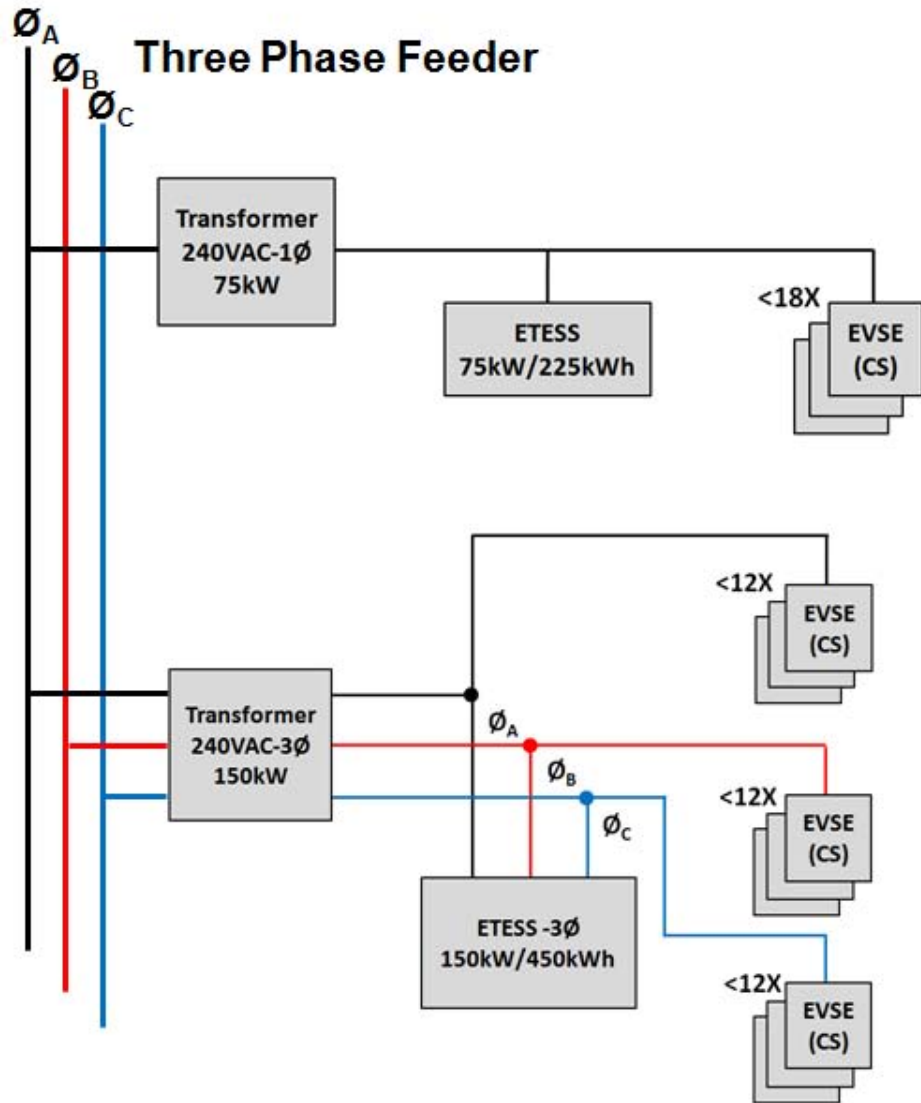 ØA
Three Phase Feeder
ØB
ØC
Transformer
240VAC-1Ø
75kW
<18X
ETESS
75kW/225kWh
EVSE
(CS)
<12X
EVSE
(CS)
Transformer
240VAC-3Ø
150kW
ØA
ØB
<12X
EVSE
(CS)
ØC
ETESS -3Ø
150kW/450kWh
<12X
EVSE
(CS)